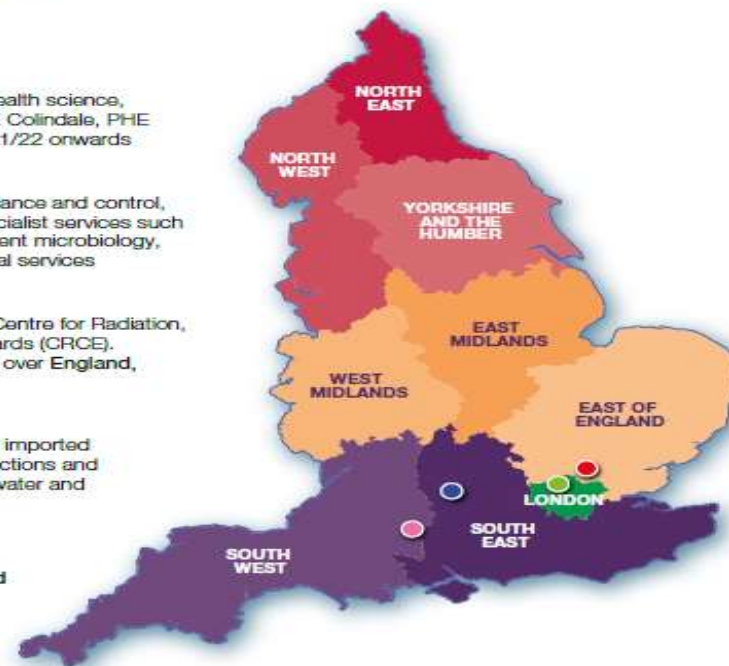 ealth science,
Colindale, PHE
1/22 onwards
ance and control,
cialist services such
ent microbiology,
al services
Centre for Radiation,
ards (CRCE).
over England,
imported
ctions and
water and
d
NORTH
EAST
NORTH
WEST
YORKSHIRE
AND THE
HUMBER
EAST
MIDLANDS
WEST
MIDLANDS
EAST OF
ENGLAND
LONDON
SOUTH
EAST
SOUTH
WEST